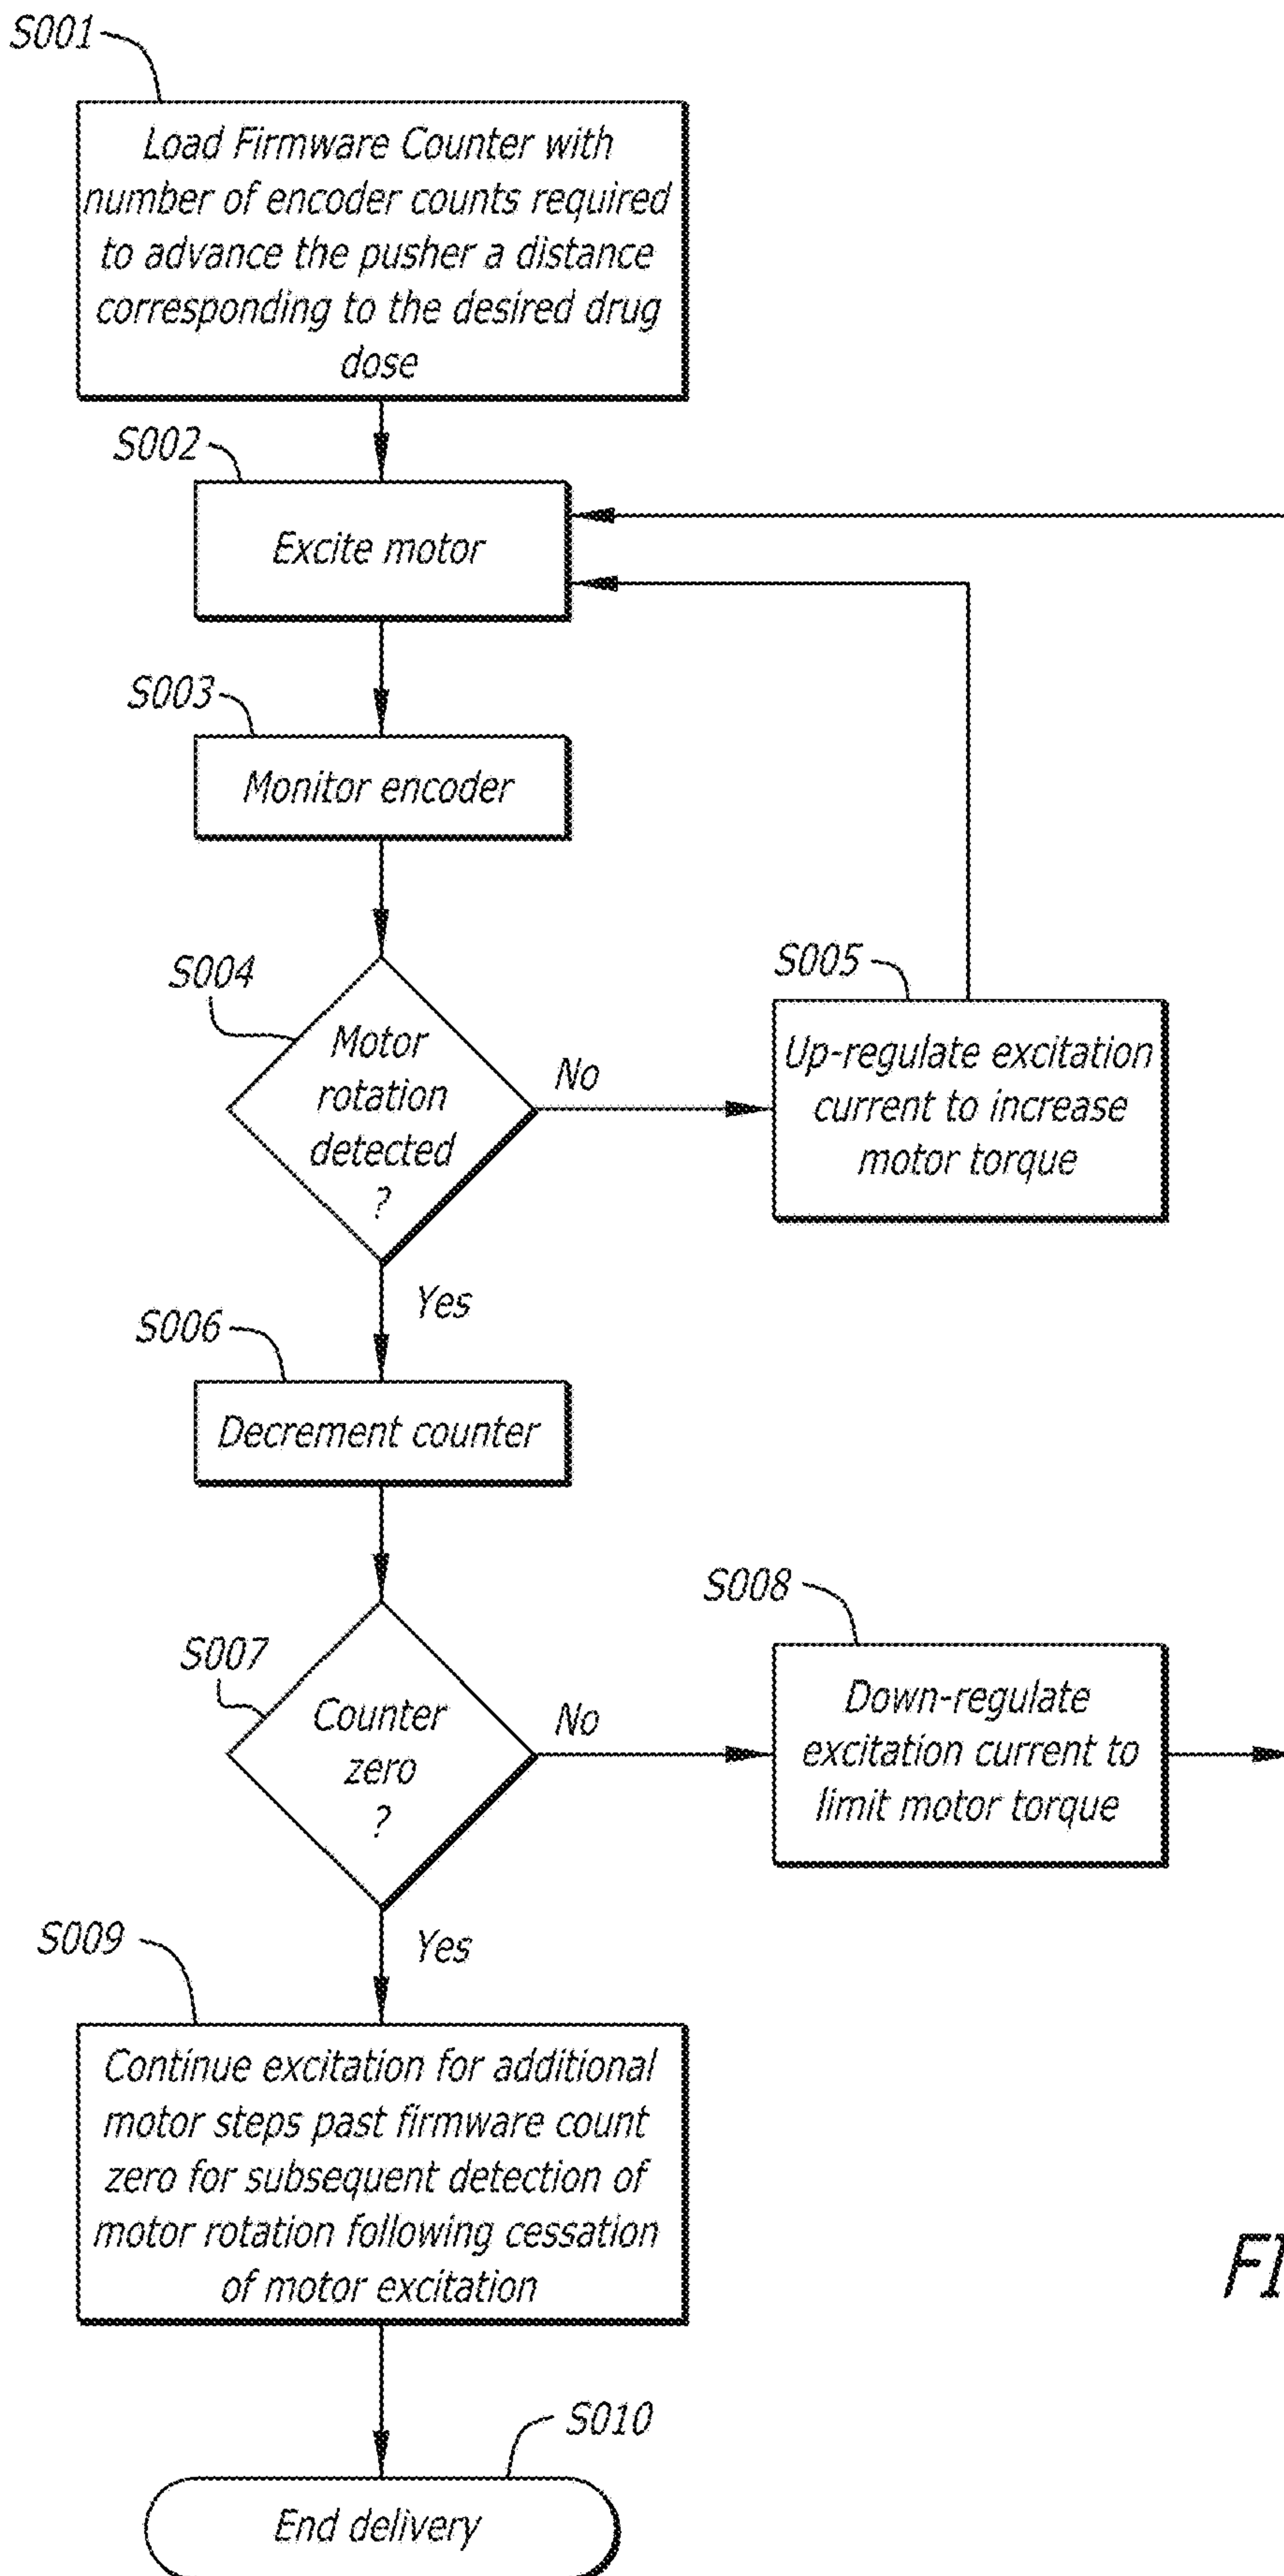 S001
Load Firmware Counter with
number of encoder counts required
to advance the pusher a distance
corresponding to the desired drug
dose
S002
Excite motor
S003
Monitor encoder
S004
Motor
rotation
detected
?
No
S005
Up-regulate excitation
current to increase
motor torque
Yes
S006
Decrement counter
S007
Counter
zero
?
No
S008
Down-regulate
excitation current to
limit motor torque
Yes
S009
Continue excitation for additional
motor steps past firmware count
zero for subsequent detection of
motor rotation following cessation
of motor excitation
S010
End delivery